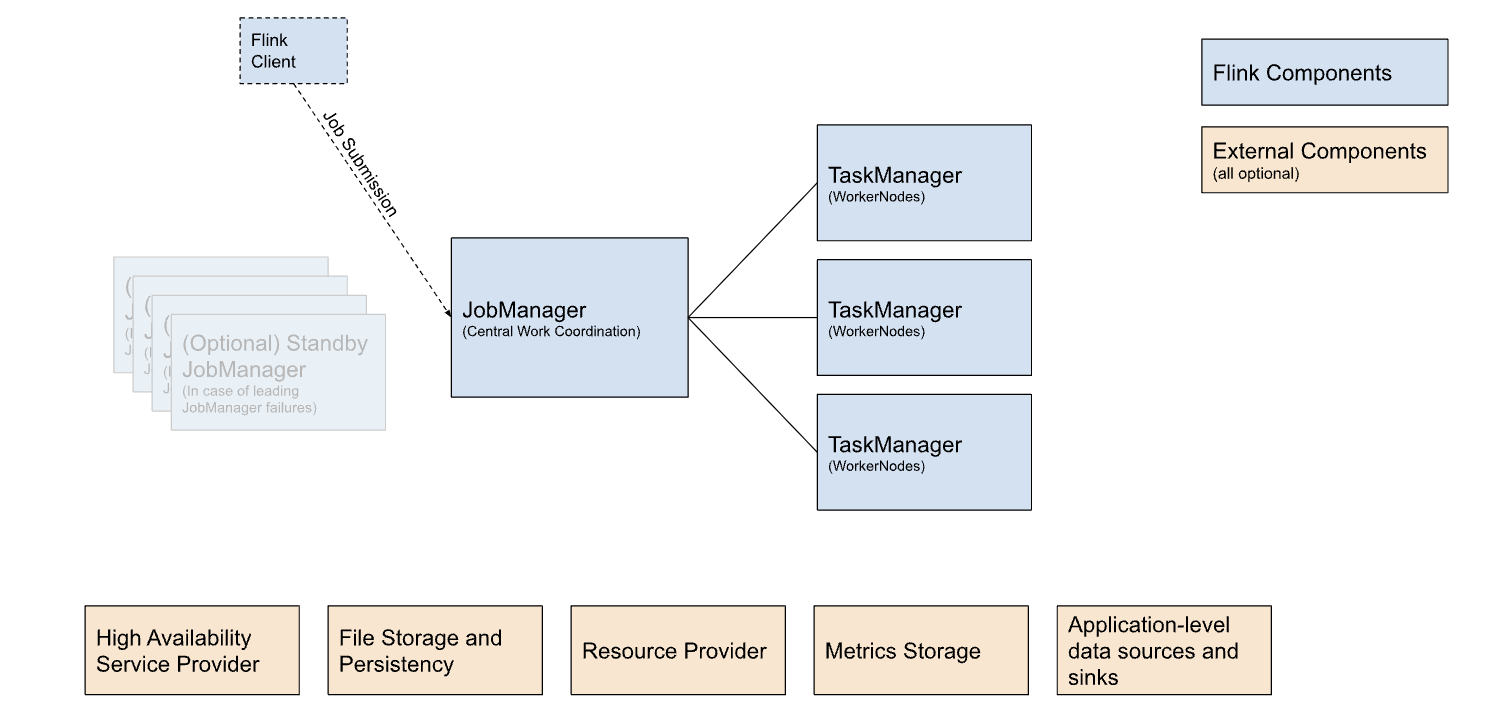 Flink
Client
Job Submission
Flink Components
External Components
(all optional)
TaskManager
(WorkerNodes)
JobManager
(Central Work Coordination)
TaskManager
(WorkerNodes)
TaskManager
(WorkerNodes)
(Optional) Standby
JobManager
(In case of leading
JobManager failures)
High Availability
Service Provider
File Storage and
Persistency
Resource Provider
Metrics Storage
Application-level
data sources and
sinks